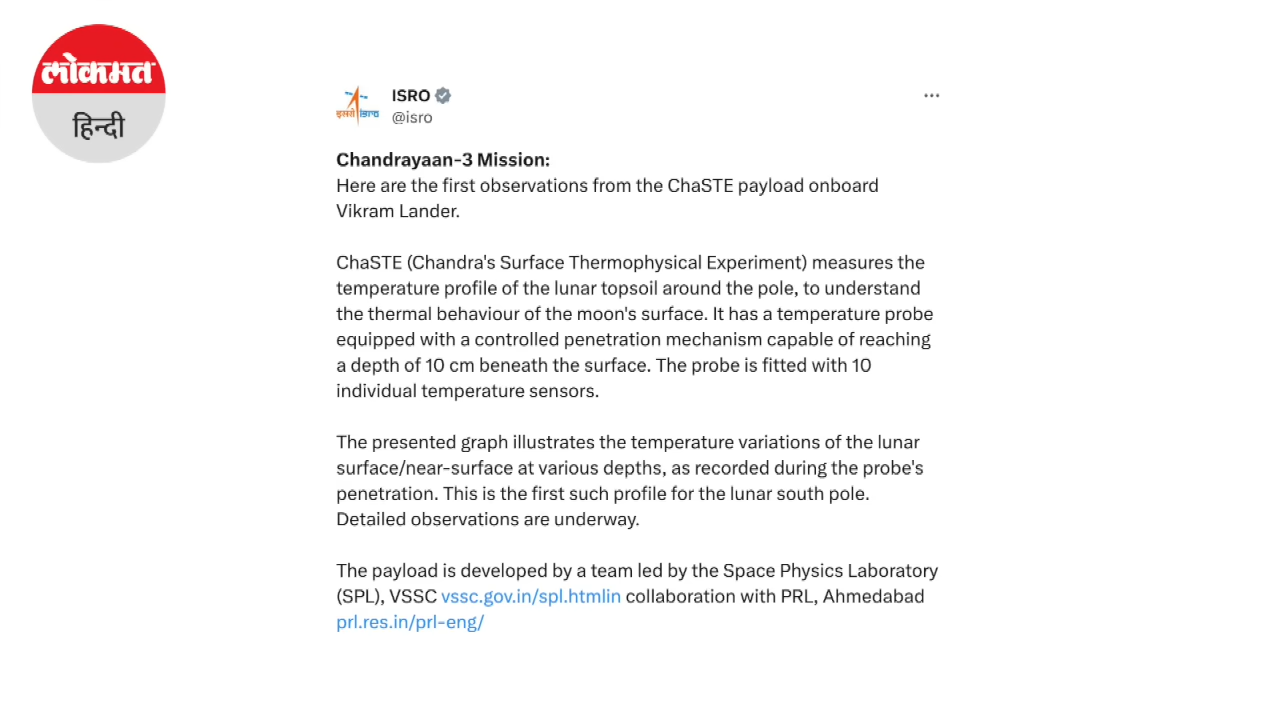 लोकमत
हिन्दी
ISRO
इसरो isro
@isro
Chandrayaan-3 Mission:
Here are the first observations from the ChaSTE payload onboard
Vikram Lander.
ChaSTE (Chandra's Surface Thermophysical Experiment) measures the
temperature profile of the lunar topsoil around the pole, to understand
the thermal behaviour of the moon's surface. It has a temperature probe
equipped with a controlled penetration mechanism capable of reaching
a depth of 10 cm beneath the surface. The probe is fitted with 10
individual temperature sensors.
The presented graph illustrates the temperature variations of the lunar
surface/near-surface at various depths, as recorded during the probe's
penetration. This is the first such profile for the lunar south pole.
Detailed observations are underway.
The payload is developed by a team led by the Space Physics Laboratory
(SPL), VSSC vssc.gov.in/spl.htmlin collaboration with PRL, Ahmedabad
prl.res.in/prl-eng/